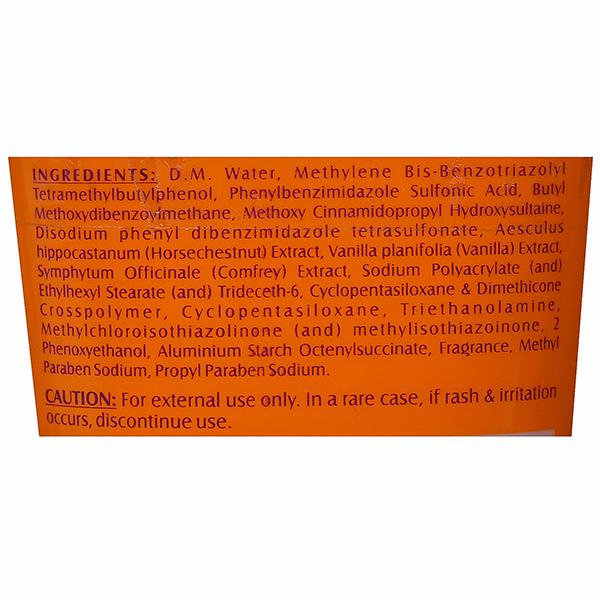 INGREDIENTS: D.M. Water, Methylene Bis-Benzotriazolyl
Tetramethylbutylphenol, Phenylbenzimidazole Sulfonic Acid, Butyl
Methoxydibenzoylmethane, Methoxy Cinnamidopropyl Hydroxysultaine,
Disodium phenyl dibenzimidazole tetrasulfonate, Aesculus
hippocastanum (Horsechestnut) Extract, Vanilla planifolia (Vanilla) Extract,
Symphytum Officinale (Comfrey) Extract, Sodium Polyacrylate (and)
Ethylhexyl Stearate (and) Trideceth-6, Cyclopentasiloxane & Dimethicone
Crosspolymer, Cyclopentasiloxane, Triethanolamine,
Methylchloroisothiazolinone (and) methylisothiazoinone, 2
Phenoxyethanol, Aluminium Starch Octenylsuccinate, Fragrance, Methyl
Paraben Sodium, Propyl Paraben Sodium.
CAUTION: For external use only. In a rare case, if rash & irritation
occurs, discontinue use.